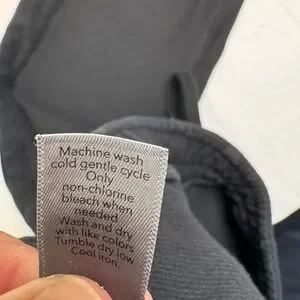 Machine wash
cold gentle cycle
Only
non-chlorine
bleach when
needed
Wash and dry
with like colors
Tumble dry low
Cool iron.